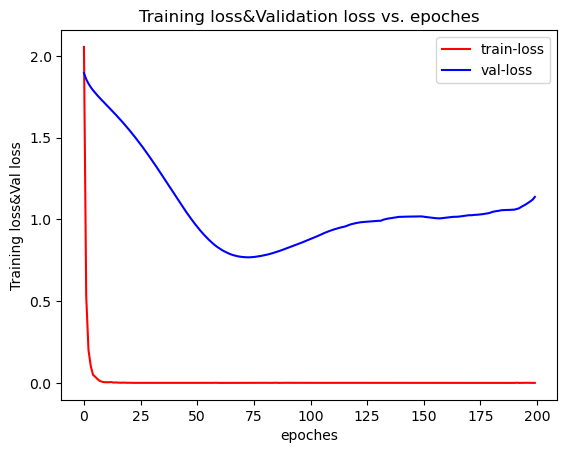 Training loss&Validation loss vs. epoches
train-loss
val-loss
Training loss&Val loss
2.0
1.5
1.0
0.5
0.0
0 25 50 75 100 125 150 175 200
epoches